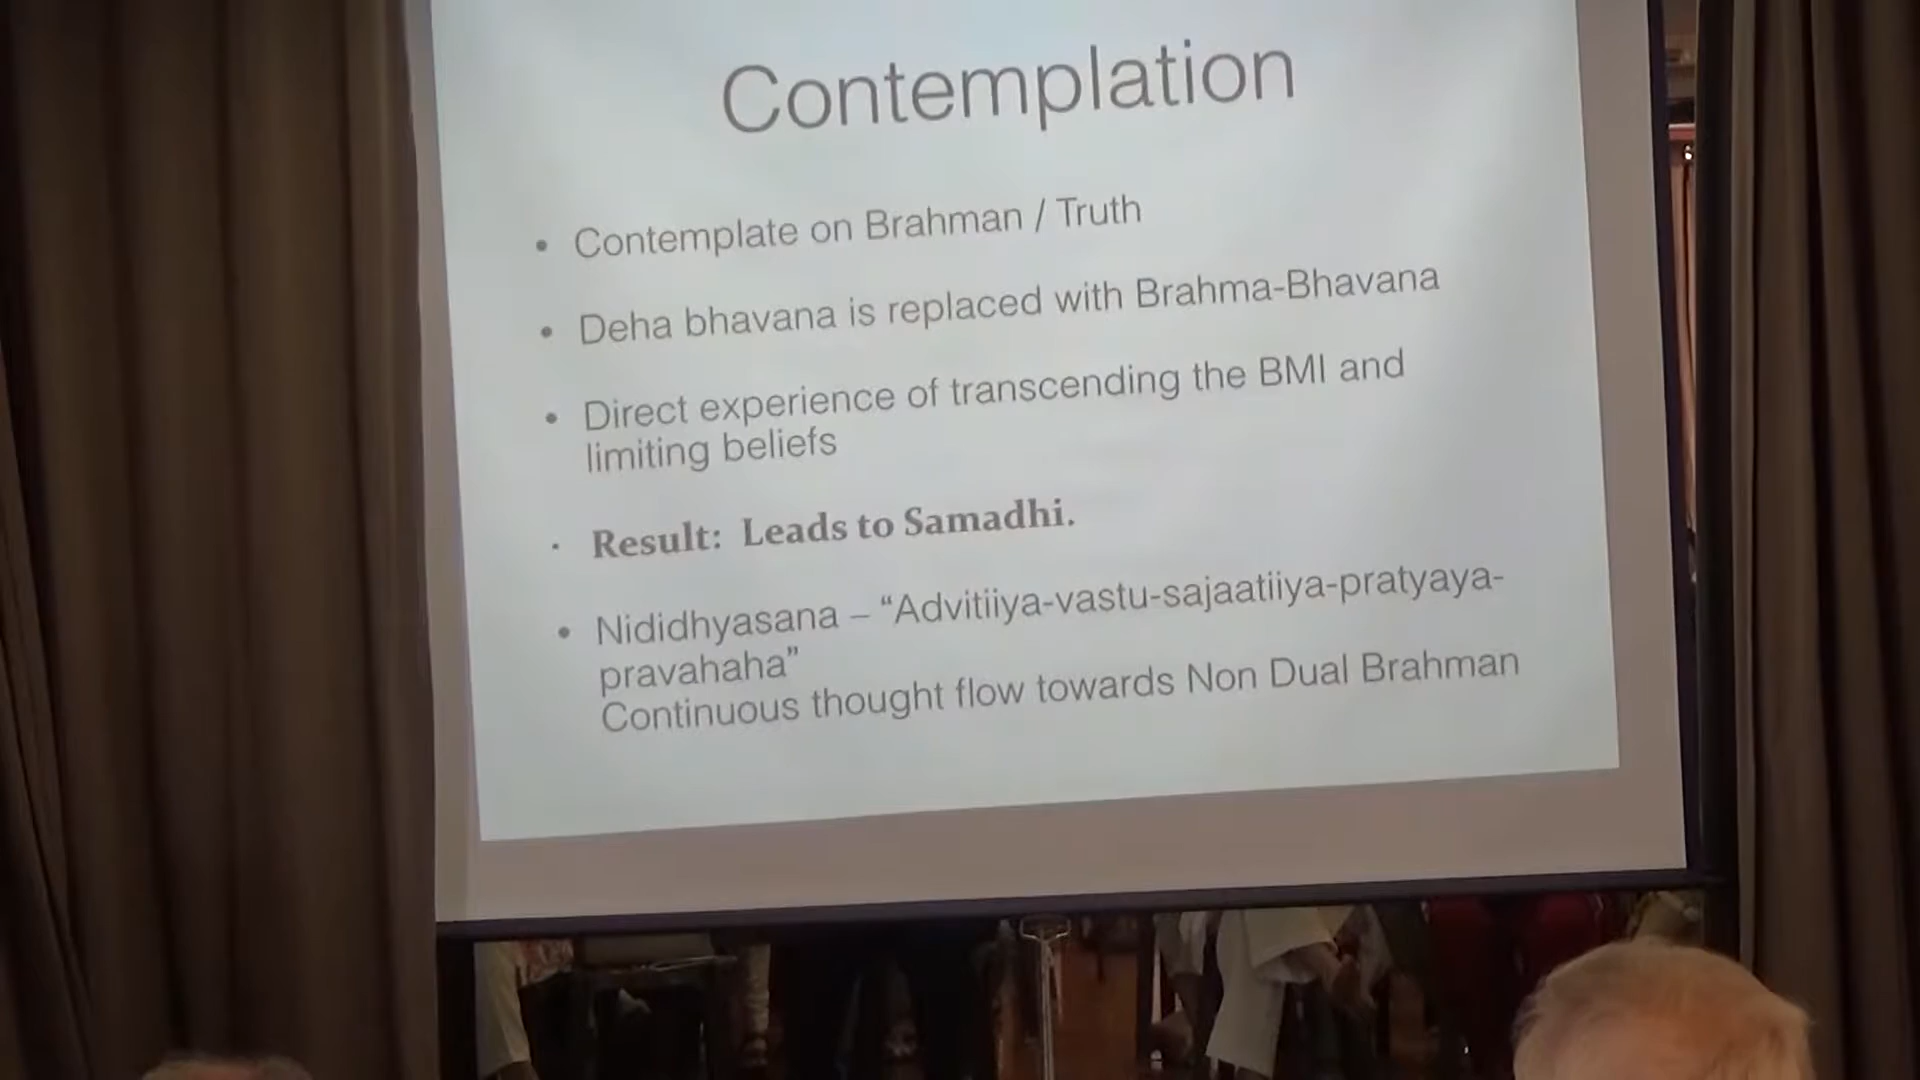 Contemplation
• Contemplate on Brahman / Truth
• Deha bhavana is replaced with Brahma-Bhavana
• Direct experience of transcending the BMI and
limiting beliefs
• Result: Leads to Samadhi.
• Nididhyasana – “Advitiiya-vastu-sajaatiiya-pratyaya-
pravahaha”
Continuous thought flow towards Non Dual Brahman